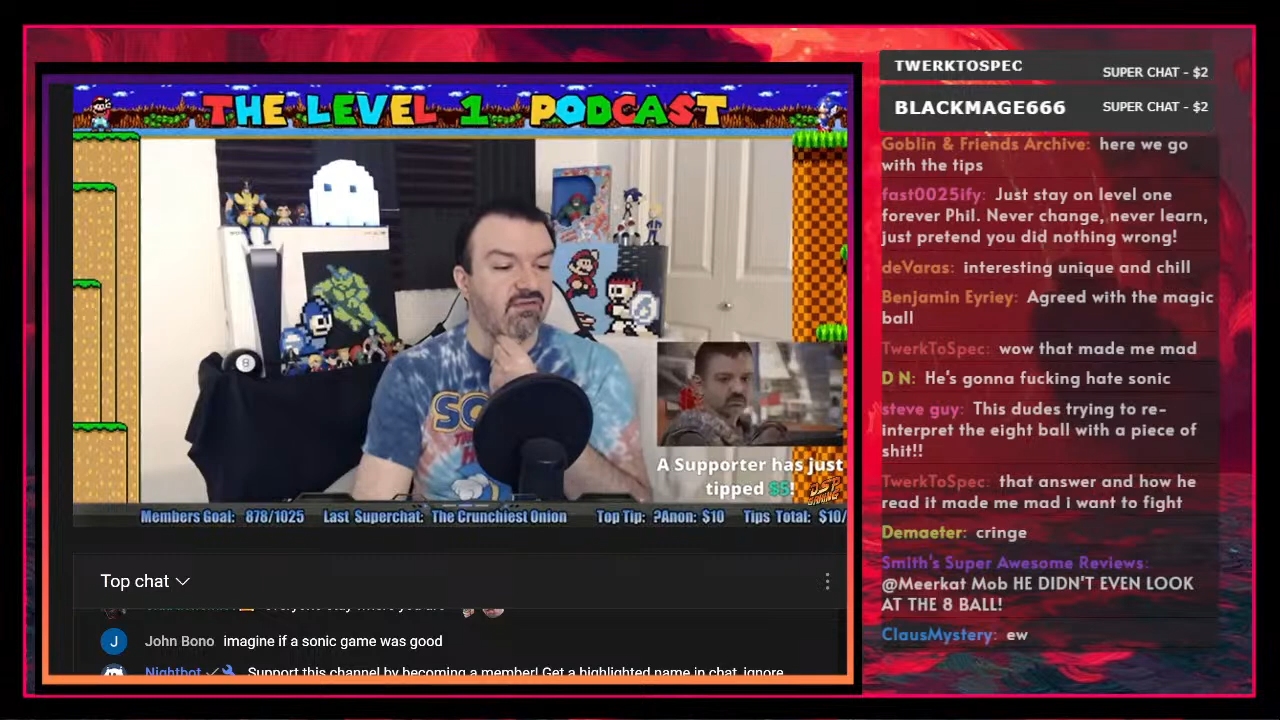 THE LEVEL 1 PODCAST
8
A Supporter has just
tipped $5!
DSP
GAMING
Members Goal: 878/1025 Last Superchat: The Crunchiest Onion Top Tip: ?Anon: $10 Tips Total: $10/
Top chat
everyone stay where you are
J John Bono imagine if a sonic game was good
Nightbot Support this channel by becoming a member! Get a highlighted name in chat, ignore
TWERKTOSPEC SUPER CHAT - $2
BLACKMAGE666 SUPER CHAT - $2
Goblin & Friends Archive: here we go
with the tips
fast0025ify: Just stay on level one
forever Phil. Never change, never learn,
just pretend you did nothing wrong!
deVaras: interesting unique and chill
Benjamin Eyriey: Agreed with the magic
ball
TwerkToSpec: wow that made me mad
D N: He's gonna fucking hate sonic
steve guy: This dudes trying to re-
interpret the eight ball with a piece of
shit!!
TwerkToSpec: that answer and how he
read it made me mad i want to fight
Demaeter: cringe
Smith's Super Awesome Reviews:
@Meerkat Mob HE DIDN'T EVEN LOOK
AT THE 8 BALL!
ClausMystery: ew